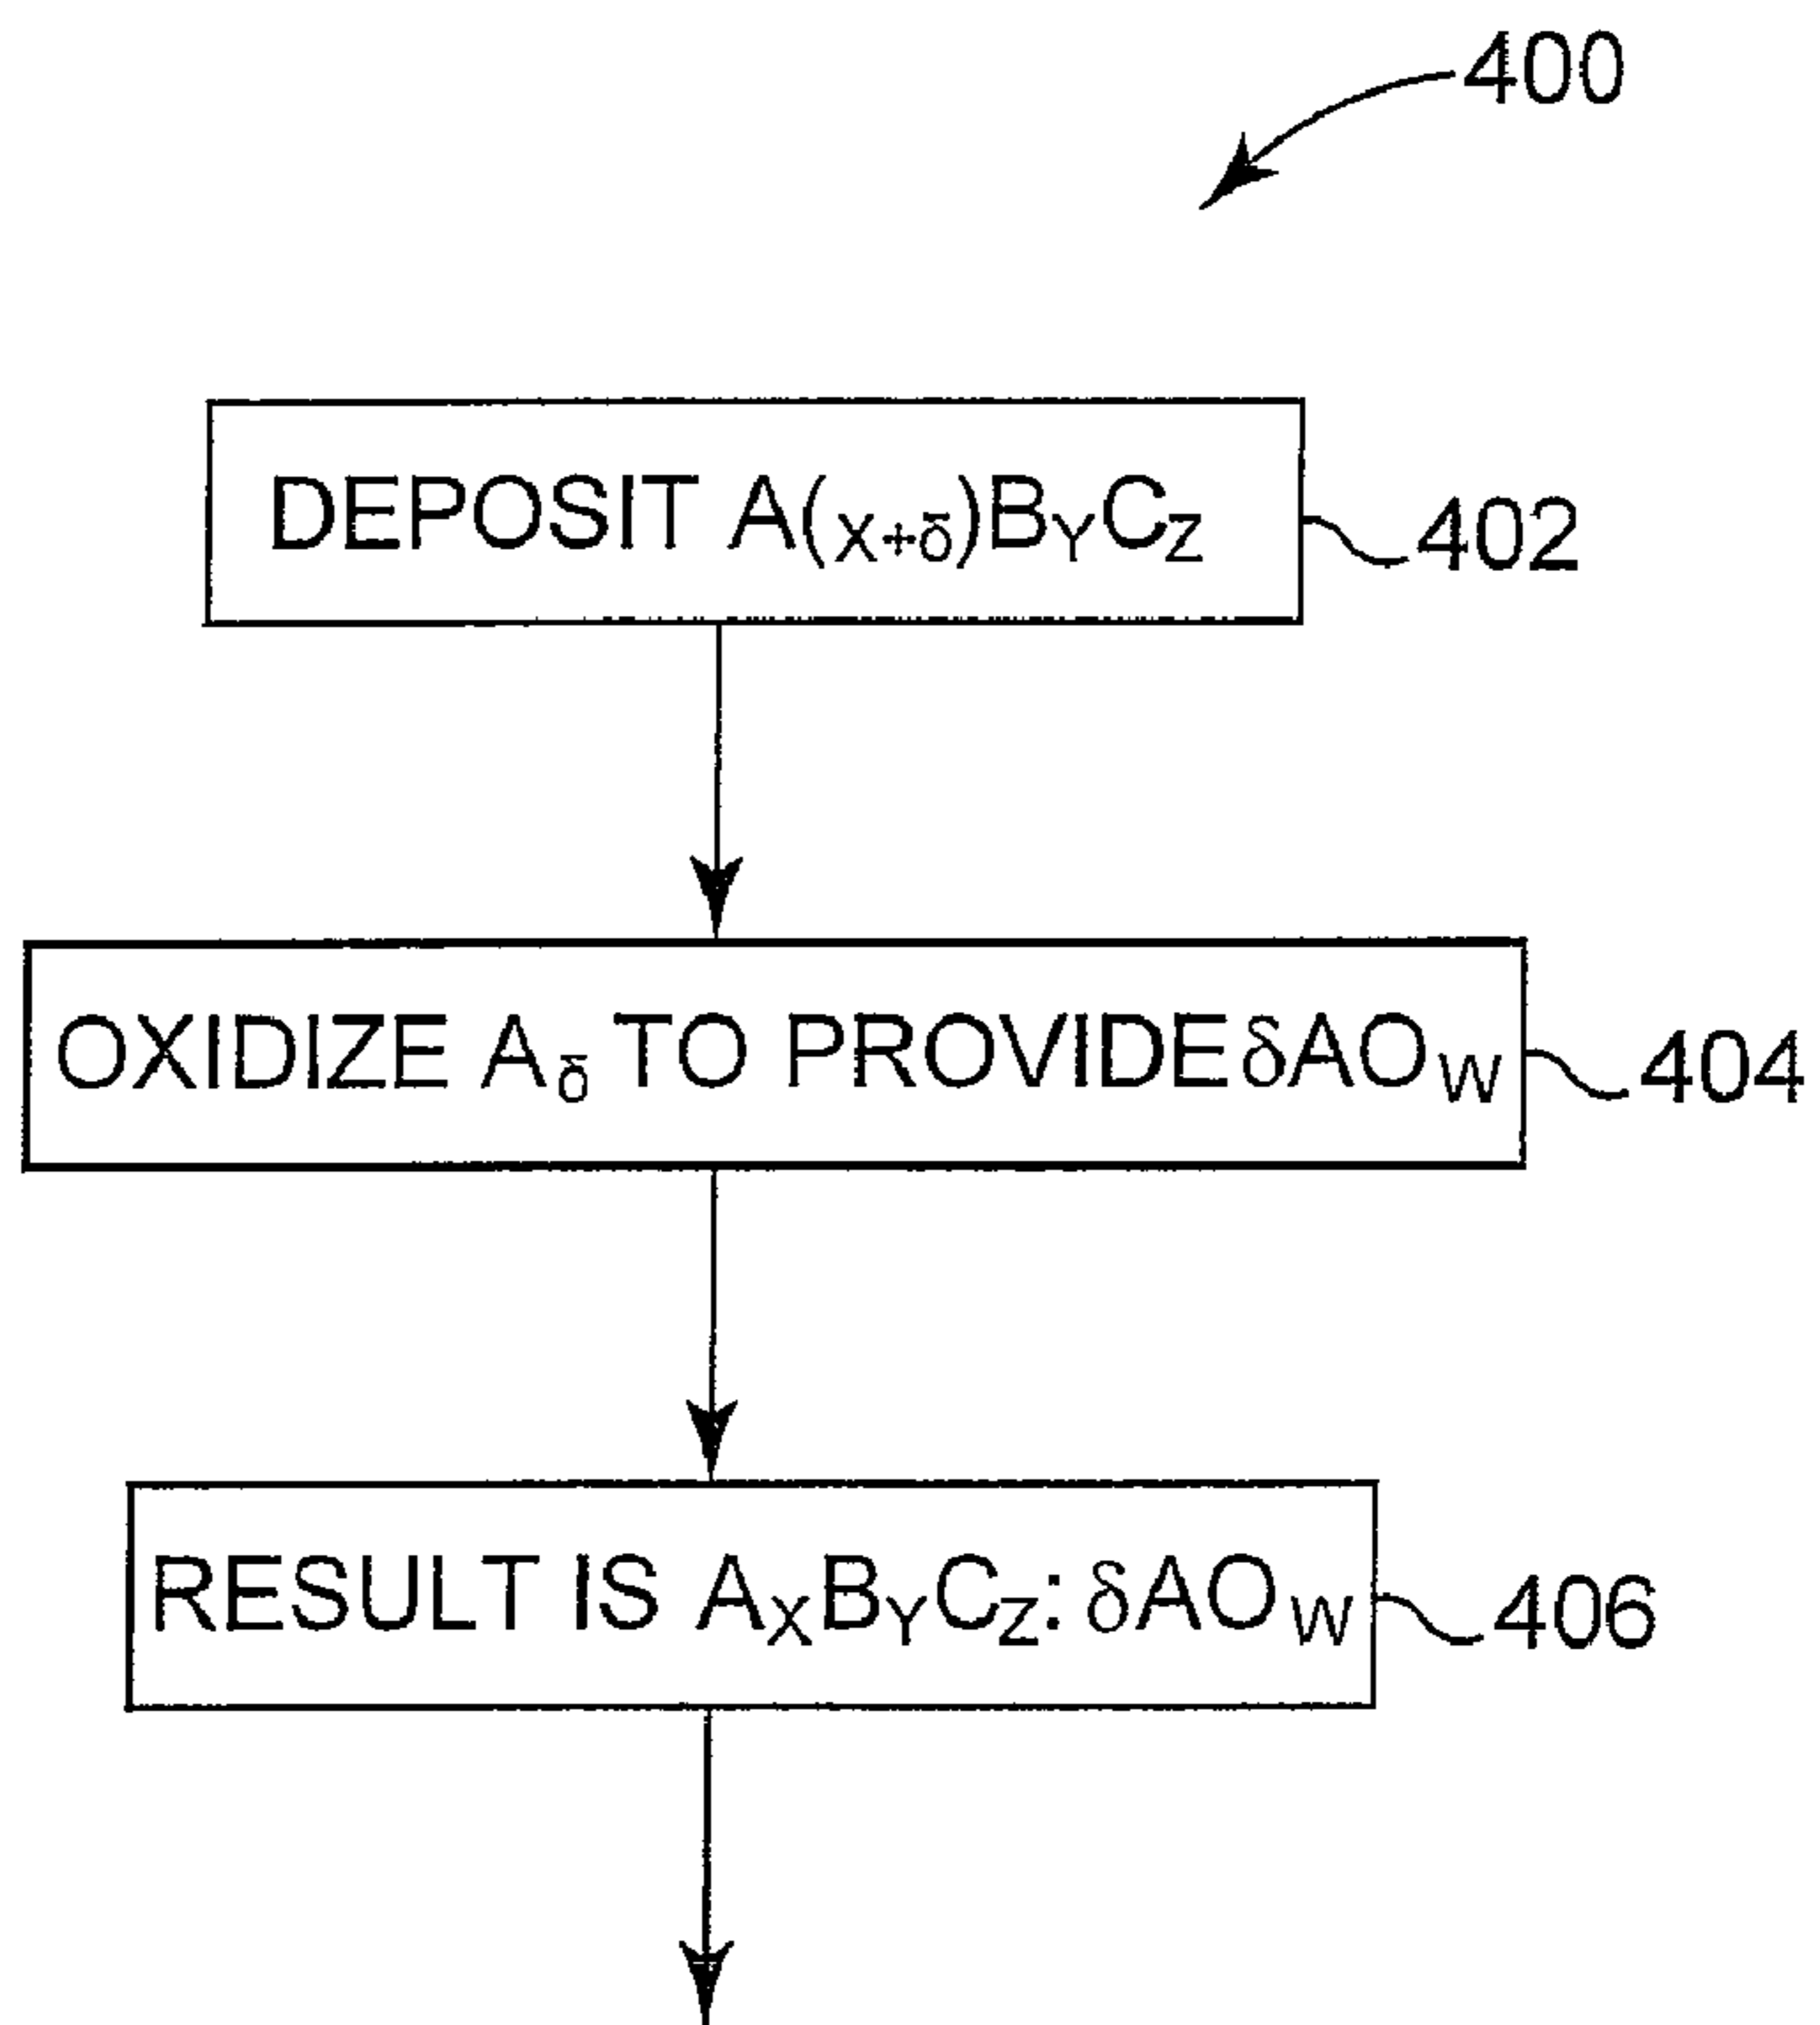 400
DEPOSIT A(X+δ)BYCZ
402
OXIDIZE Aδ TO PROVIDE δAOW
404
RESULT IS AXBYCZ: δAOW
406